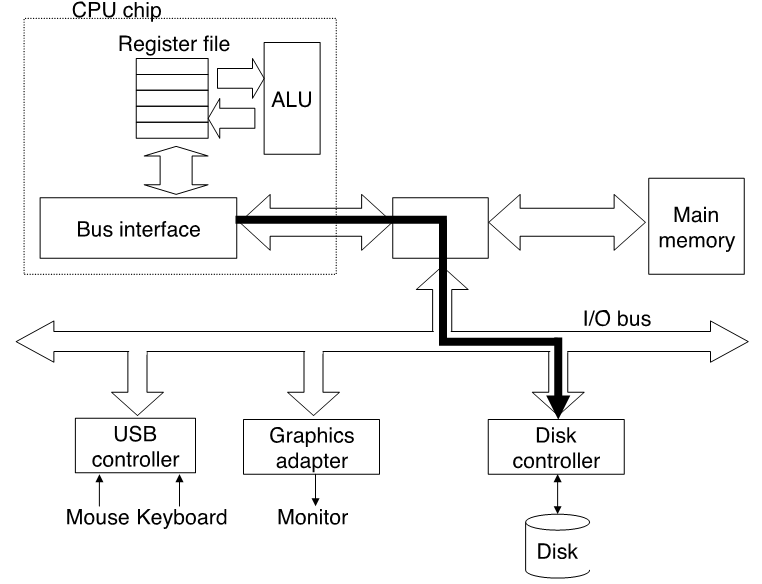 CPU chip
Register file
ALU
Bus interface
Main
memory
I/O bus
USB
controller
Graphics
adapter
Disk
controller
Mouse Keyboard
Monitor
Disk